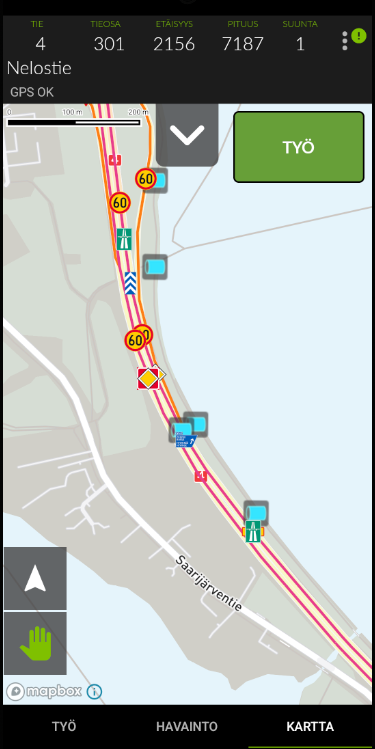 TIE TIEOSA ETÄISYYS PITUUS SUUNTA
4 301 2156 7187 1
!
Nelostie
GPS OK
0 100 m 200 m
TYÖ
4
60
60
60
4
Saarijärventie
mapbox i
TYÖ HAVAINTO KARTTA